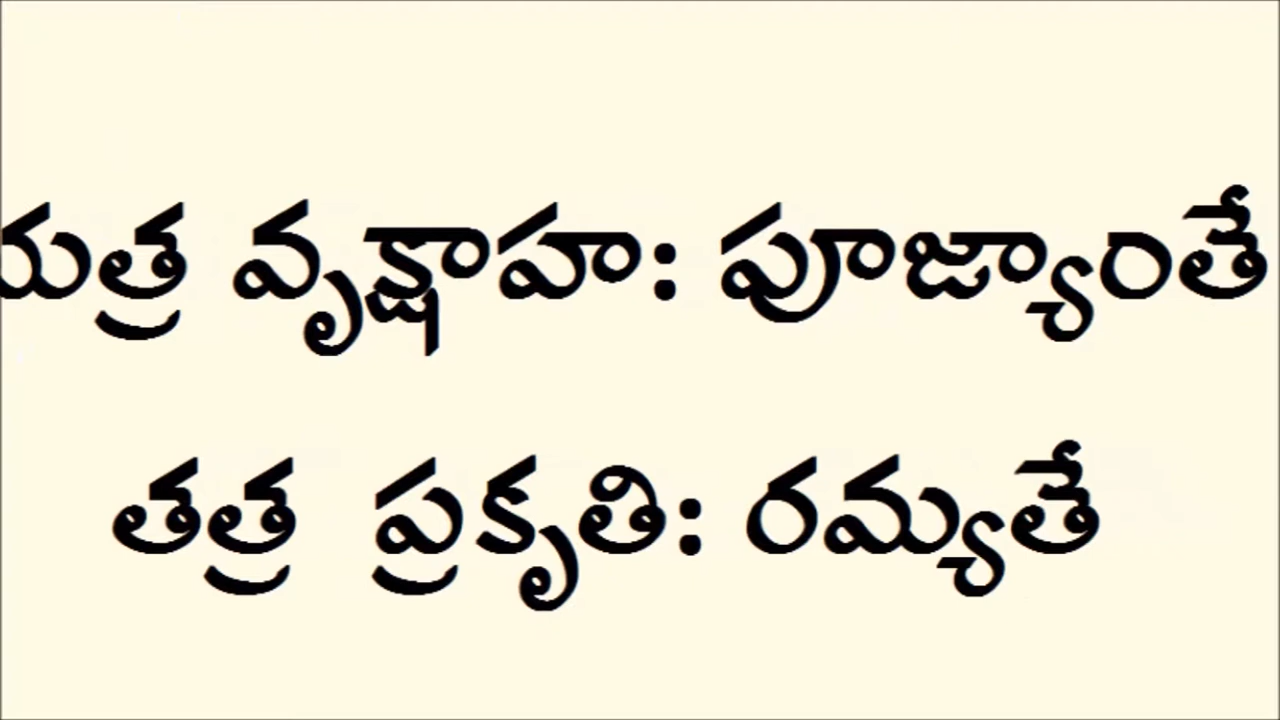 యత్ర వృక్షాహ: పూజ్యాంతే
తత్ర ప్రకృతి: రమ్యతే